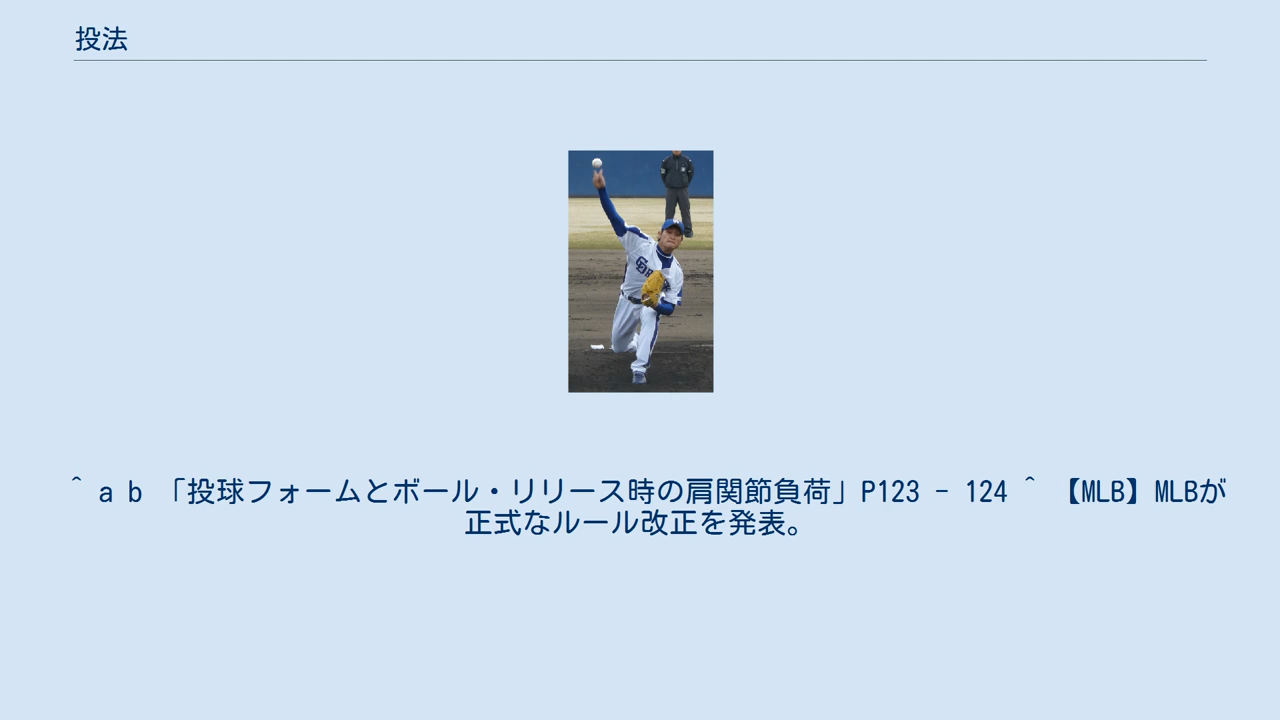 投法
^ a b 「投球フォームとボール・リリース時の肩関節負荷」P123 - 124 ^ 【MLB】MLBが
正式なルール改正を発表。